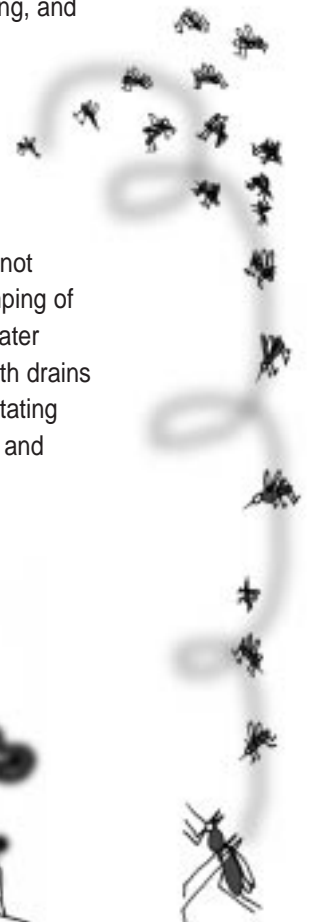 ng, and
not
ping of
ater
th drains
tating
and